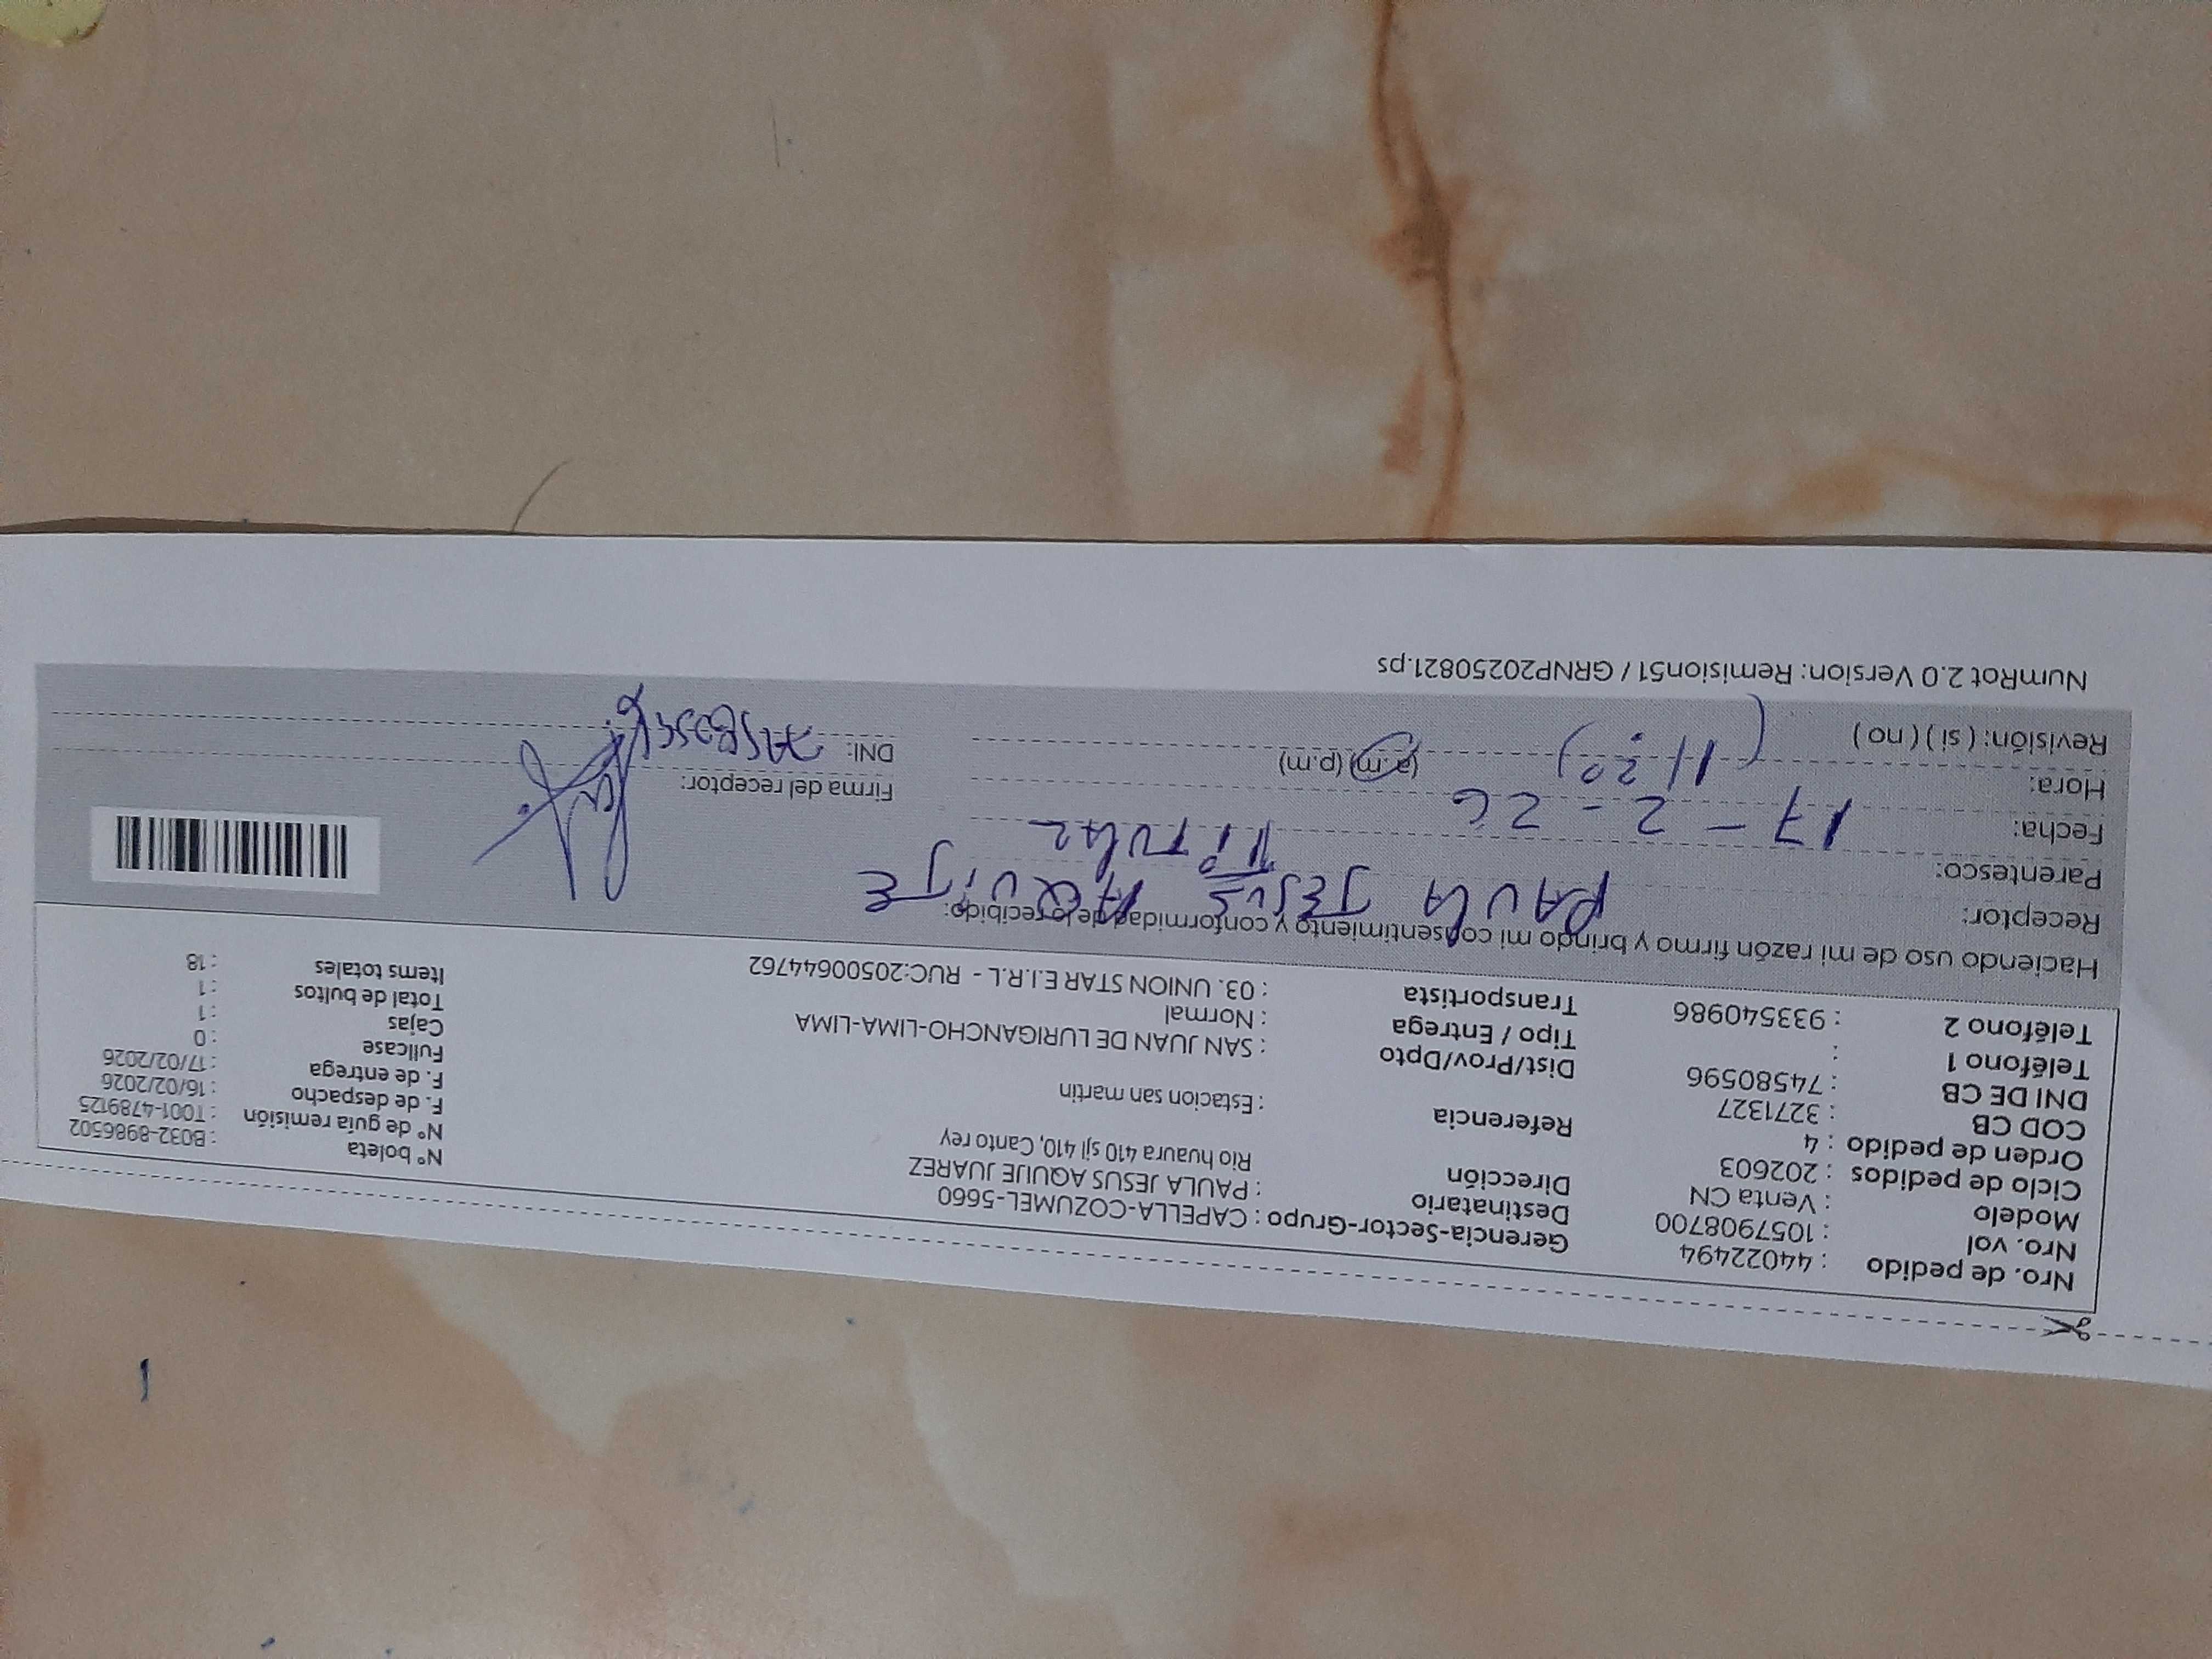 Nro. de pedido : 44022494
Nro. vol : 1057908700
Modelo : Venta CN
Ciclo de pedidos : 202603
Orden de pedido : 4
COD CB : 3271327
DNI DE CB : 74580596
Teléfono 1 :
Teléfono 2 : 933540986
Gerencia-Sector-Grupo : CAPELLA-COZUMEL-5660
Destinatario : PAULA JESUS AQUIJE JUAREZ
Dirección Rio huaura 410 sjl 410, Canto rey
Referencia : Estacion san martin
Dist/Prov/Dpto : SAN JUAN DE LURIGANCHO-LIMA-LIMA
Tipo / Entrega : Normal
Transportista : 03. UNION STAR E.I.R.L - RUC:20500644762
N° boleta : B032-8986502
N° de guía remisión : T001-4789125
F. de despacho : 16/02/2026
F. de entrega : 17/02/2026
Fullcase : 0
Cajas : 1
Total de bultos : 1
Items totales : 18
Haciendo uso de mi razón firmo y brindo mi consentimiento y conformidad de lo recibido:
Receptor: PAULA JESUS AQUIJE
Parentesco: TITULAR
Fecha: 17 - 2 - 26
Hora: 11:20 (a.m) (p.m)
Revisión: ( si ) ( no )
Firma del receptor:
DNI:
NumRot 2.0 Version: Remision51 / GRNP20250821.ps